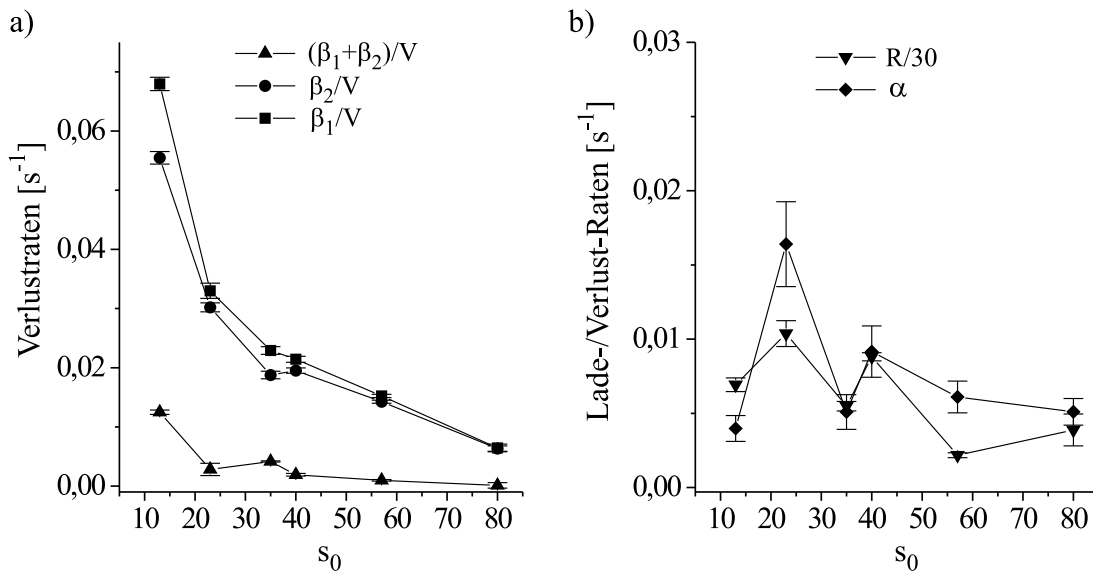 a)
(β₁+β₂)/V
β₂/V
β₁/V
Verlustraten [s⁻¹]
0,06
0,04
0,02
0,00
10 20 30 40 50 60 70 80
s₀
b)
R/30
α
Lade-/Verlust-Raten [s⁻¹]
0,03
0,02
0,01
0,00
10 20 30 40 50 60 70 80
s₀